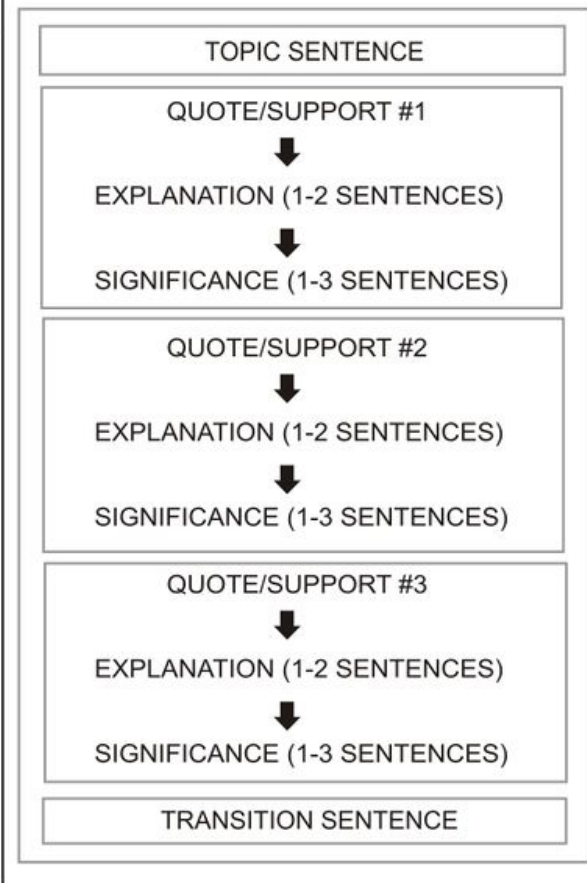 TOPIC SENTENCE
QUOTE/SUPPORT #1
EXPLANATION (1-2 SENTENCES)
SIGNIFICANCE (1-3 SENTENCES)
QUOTE/SUPPORT #2
EXPLANATION (1-2 SENTENCES)
SIGNIFICANCE (1-3 SENTENCES)
QUOTE/SUPPORT #3
EXPLANATION (1-2 SENTENCES)
SIGNIFICANCE (1-3 SENTENCES)
TRANSITION SENTENCE